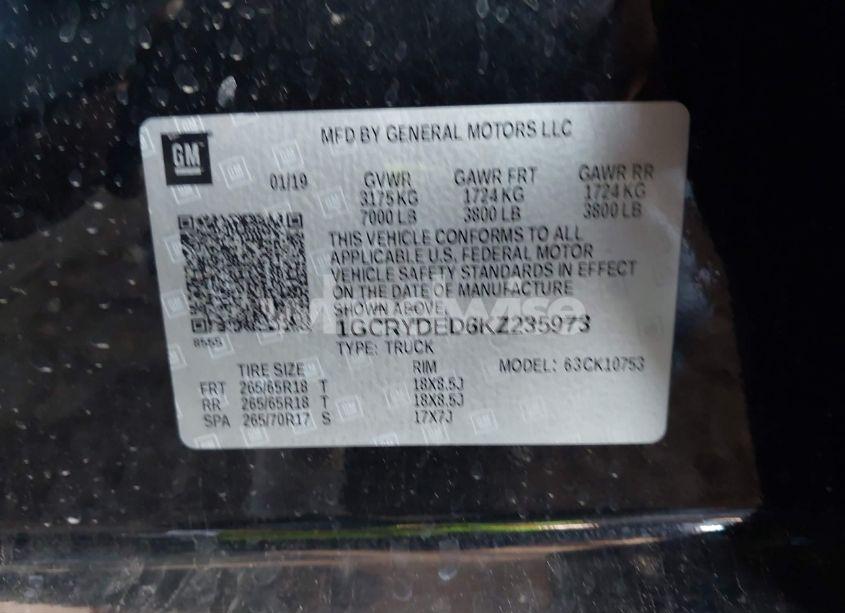 GM
MFD BY GENERAL MOTORS LLC
01/19 GVWR GAWR FRT GAWR RR
3175 KG 1724 KG 1724 KG
7000 LB 3800 LB 3800 LB
THIS VEHICLE CONFORMS TO ALL
APPLICABLE U.S. FEDERAL MOTOR
VEHICLE SAFETY STANDARDS IN EFFECT
ON THE DATE OF MANUFACTURE
SHOWN ABOVE.
1GCRYDED6KZ235973
TYPE: TRUCK
MODEL: 63CK10753
TIRE SIZE RIM
FRT 265/65R18 T 18X8.5J
RR 265/65R18 T 18X8.5J
SPA 265/70R17 S 17X7J